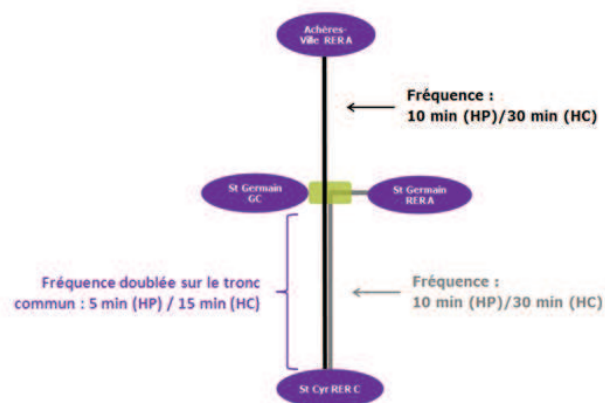 Achères-
Ville RER A
Fréquence :
10 min (HP)/30 min (HC)
St Germain
GC
St Germain
RER A
Fréquence doublée sur le tronc
commun : 5 min (HP) / 15 min (HC)
Fréquence :
10 min (HP)/30 min (HC)
St Cyr RER C